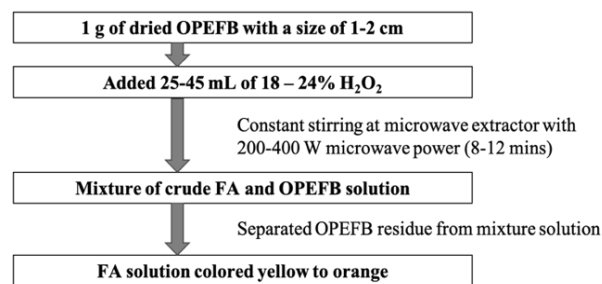 1 g of dried OPEFB with a size of 1-2 cm
Added 25-45 mL of 18 – 24% H₂O₂
Constant stirring at microwave extractor with
200-400 W microwave power (8-12 mins)
Mixture of crude FA and OPEFB solution
Separated OPEFB residue from mixture solution
FA solution colored yellow to orange